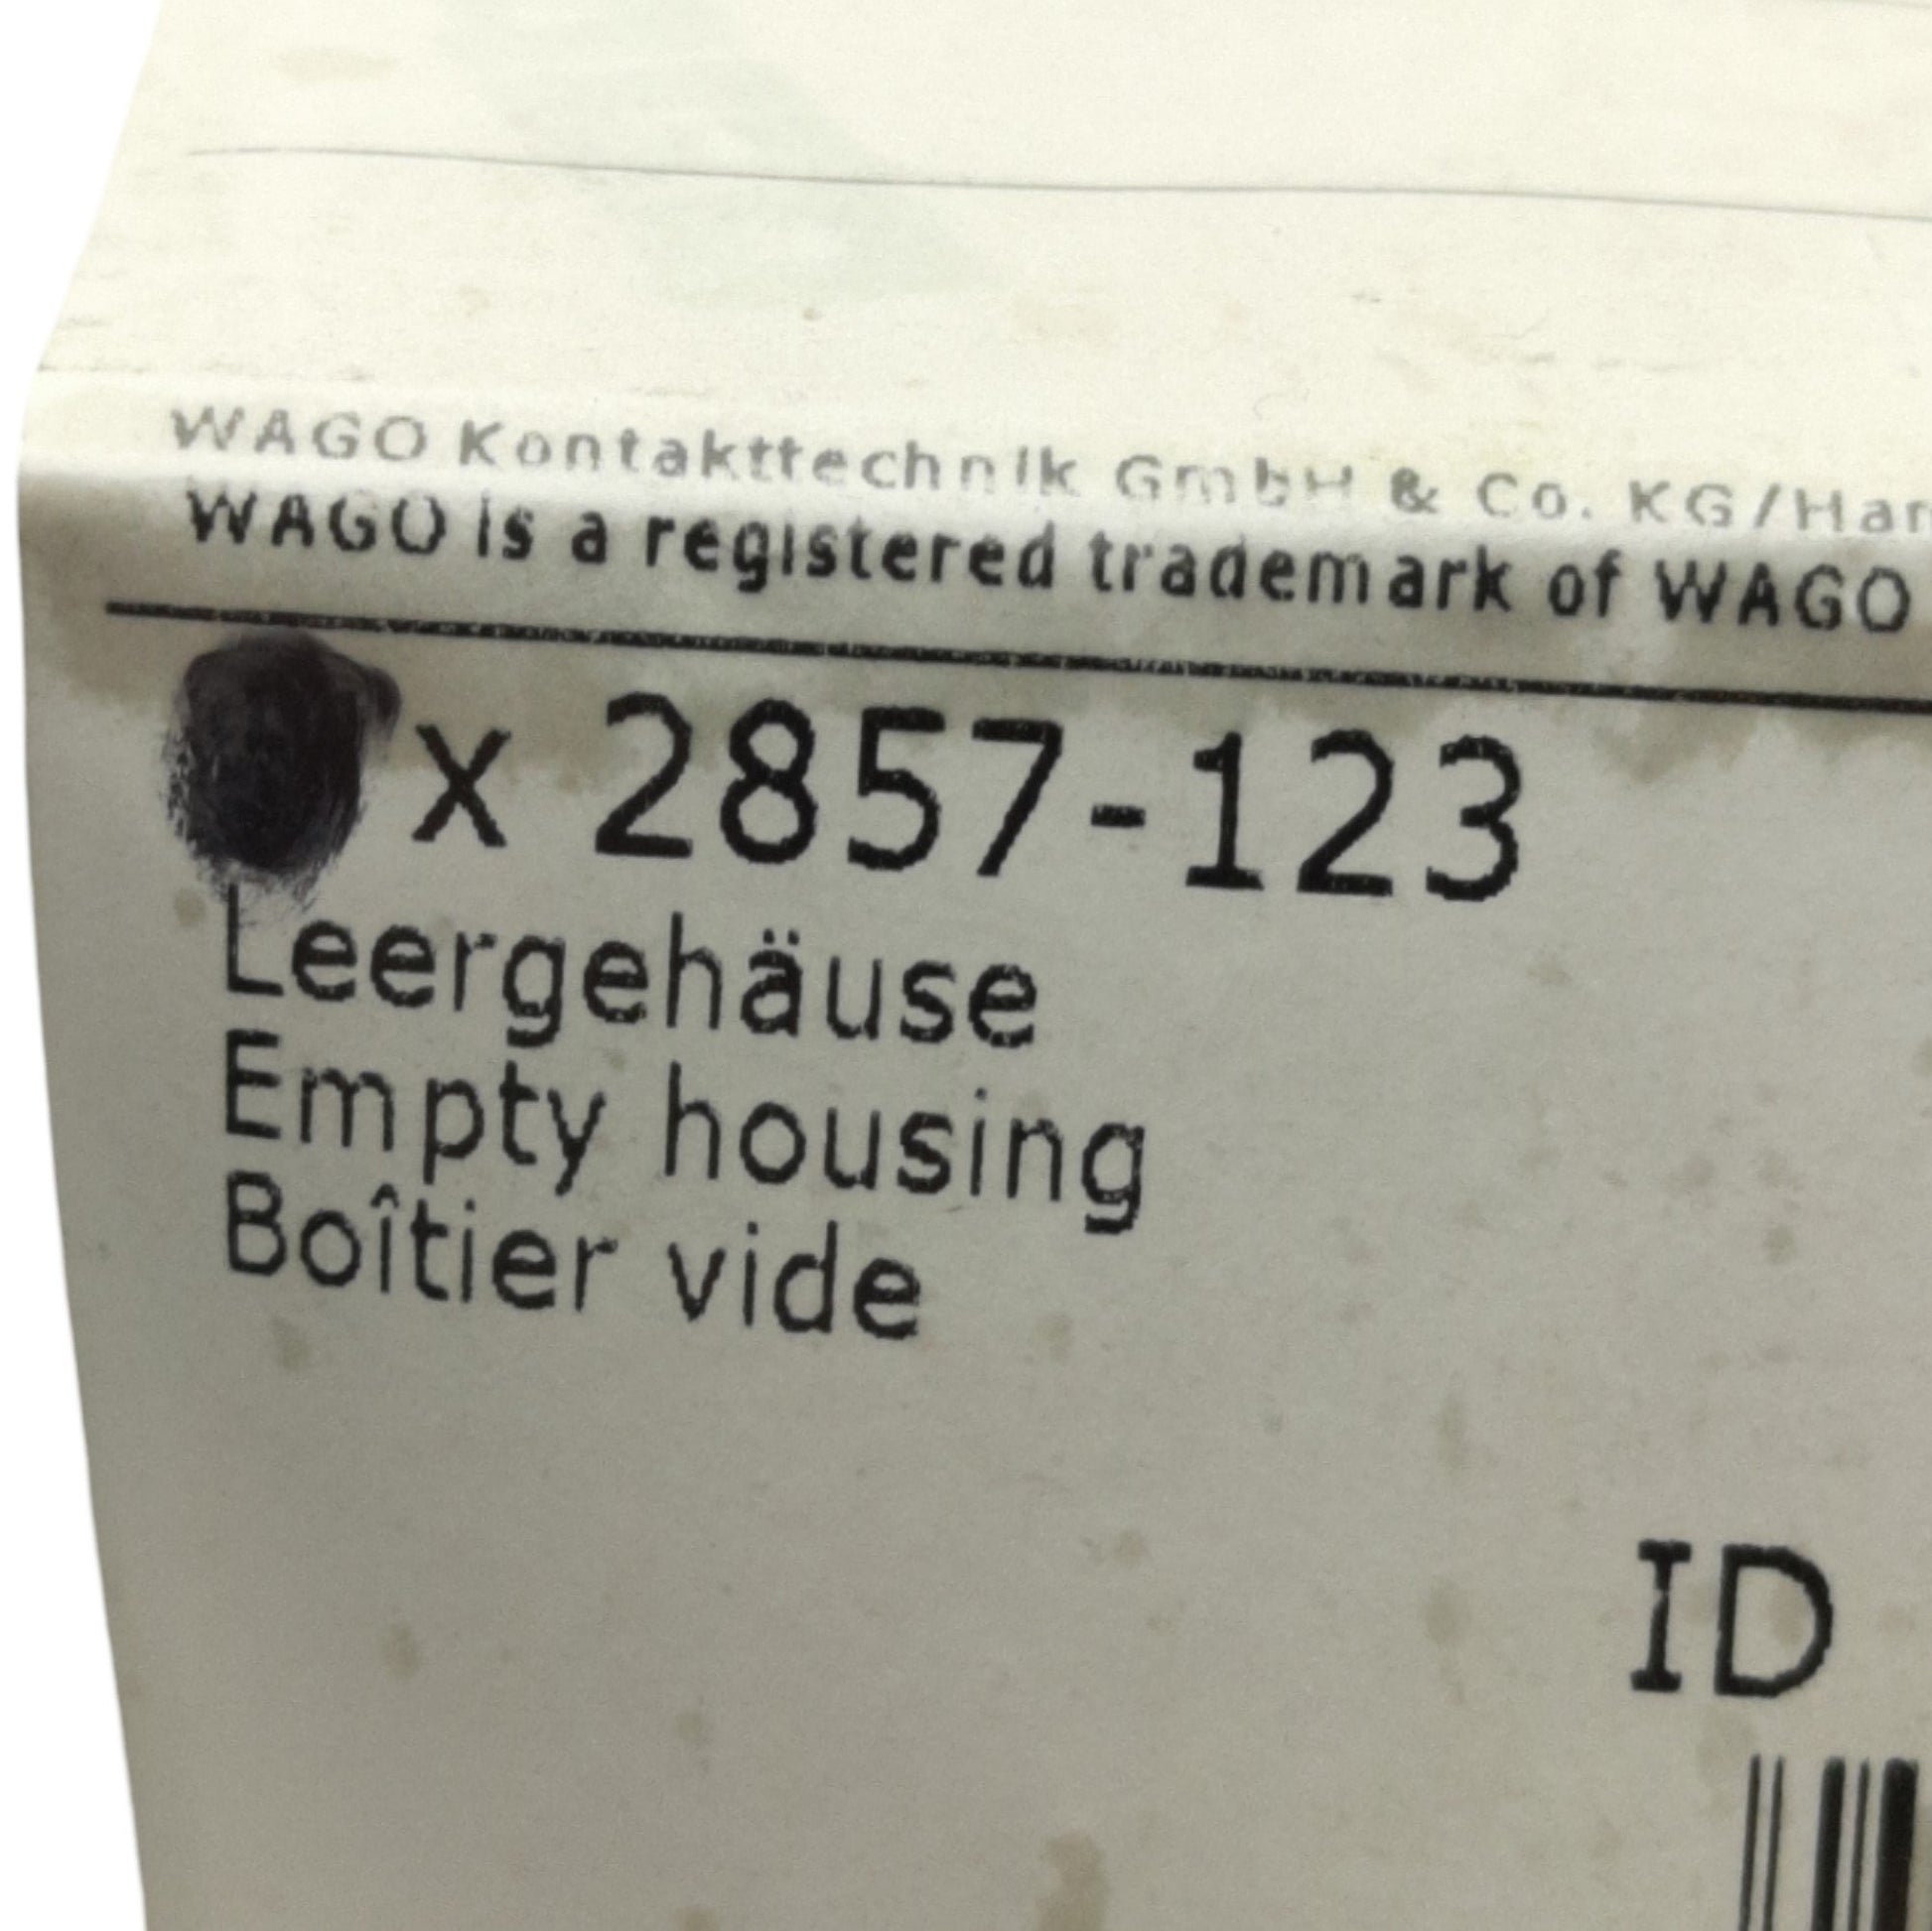 WAGO Kontakttechnik GmbH & Co. KG/Han
WAGO is a registered trademark of WAGO
x 2857-123
Leergehäuse
Empty housing
Boîtier vide
ID